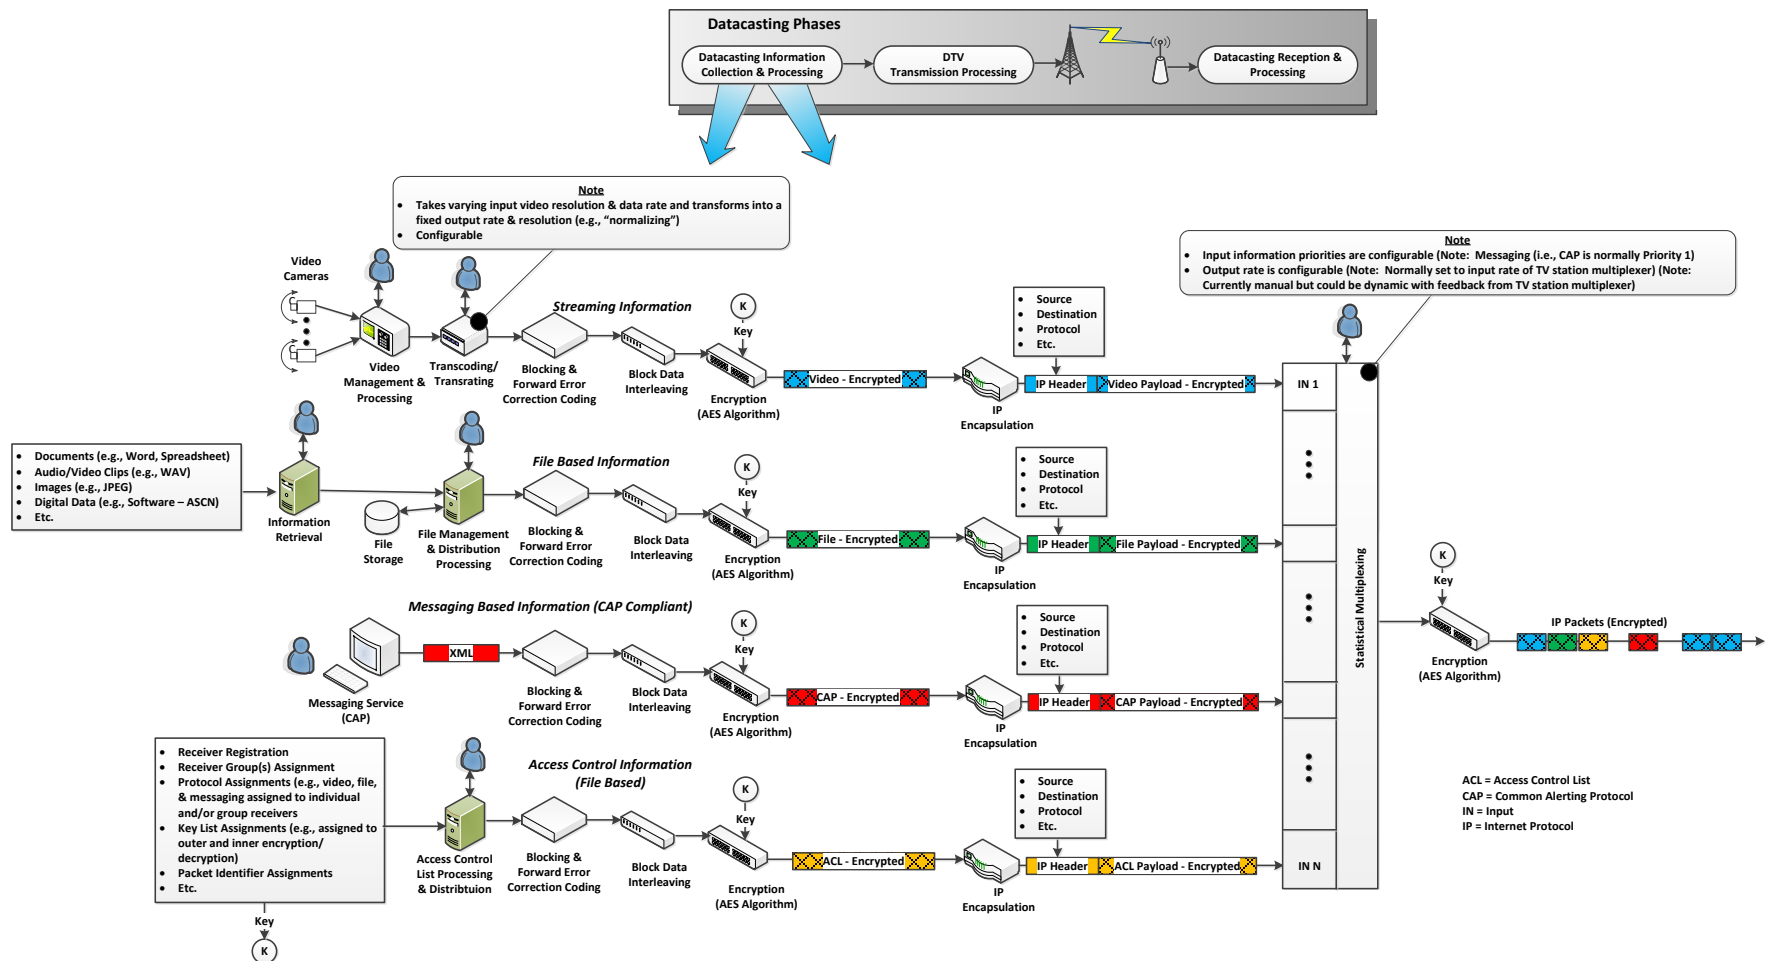 Datacasting Phases
Datacasting Information
Collection & Processing
DTV
Transmission Processing
Datacasting Reception &
Processing
Note
• Takes varying input video resolution & data rate and transforms into a
fixed output rate & resolution (e.g., “normalizing”)
• Configurable
Note
• Input information priorities are configurable (Note: Messaging (i.e., CAP is normally Priority 1)
• Output rate is configurable (Note: Normally set to input rate of TV station multiplexer) (Note:
Currently manual but could be dynamic with feedback from TV station multiplexer)
Streaming Information
Video
Cameras
Video
Management &
Processing
Transcoding/
Transrating
Blocking &
Forward Error
Correction Coding
Block Data
Interleaving
K
Key
Encryption
(AES Algorithm)
Video - Encrypted
IP
Encapsulation
• Source
• Destination
• Protocol
• Etc.
IP Header
Video Payload - Encrypted
IN 1
File Based Information
• Documents (e.g., Word, Spreadsheet)
• Audio/Video Clips (e.g., WAV)
• Images (e.g., JPEG)
• Digital Data (e.g., Software – ASCN)
• Etc.
Information
Retrieval
File
Storage
File Management
& Distribution
Processing
Blocking &
Forward Error
Correction Coding
Block Data
Interleaving
K
Key
Encryption
(AES Algorithm)
File - Encrypted
IP
Encapsulation
• Source
• Destination
• Protocol
• Etc.
IP Header
File Payload - Encrypted
Messaging Based Information (CAP Compliant)
Messaging Service
(CAP)
XML
Blocking &
Forward Error
Correction Coding
Block Data
Interleaving
K
Key
Encryption
(AES Algorithm)
CAP - Encrypted
IP
Encapsulation
• Source
• Destination
• Protocol
• Etc.
IP Header
CAP Payload - Encrypted
Access Control Information
(File Based)
• Receiver Registration
• Receiver Group(s) Assignment
• Protocol Assignments (e.g., video, file,
& messaging assigned to individual
and/or group receivers
• Key List Assignments (e.g., assigned to
outer and inner encryption/
decryption)
• Packet Identifier Assignments
• Etc.
Key
K
Access Control
List Processing
& Distribtuion
Blocking &
Forward Error
Correction Coding
Block Data
Interleaving
K
Key
Encryption
(AES Algorithm)
ACL - Encrypted
IP
Encapsulation
• Source
• Destination
• Protocol
• Etc.
IP Header
ACL Payload - Encrypted
IN N
Statistical Multiplexing
K
Key
Encryption
(AES Algorithm)
IP Packets (Encrypted)
ACL = Access Control List
CAP = Common Alerting Protocol
IN = Input
IP = Internet Protocol